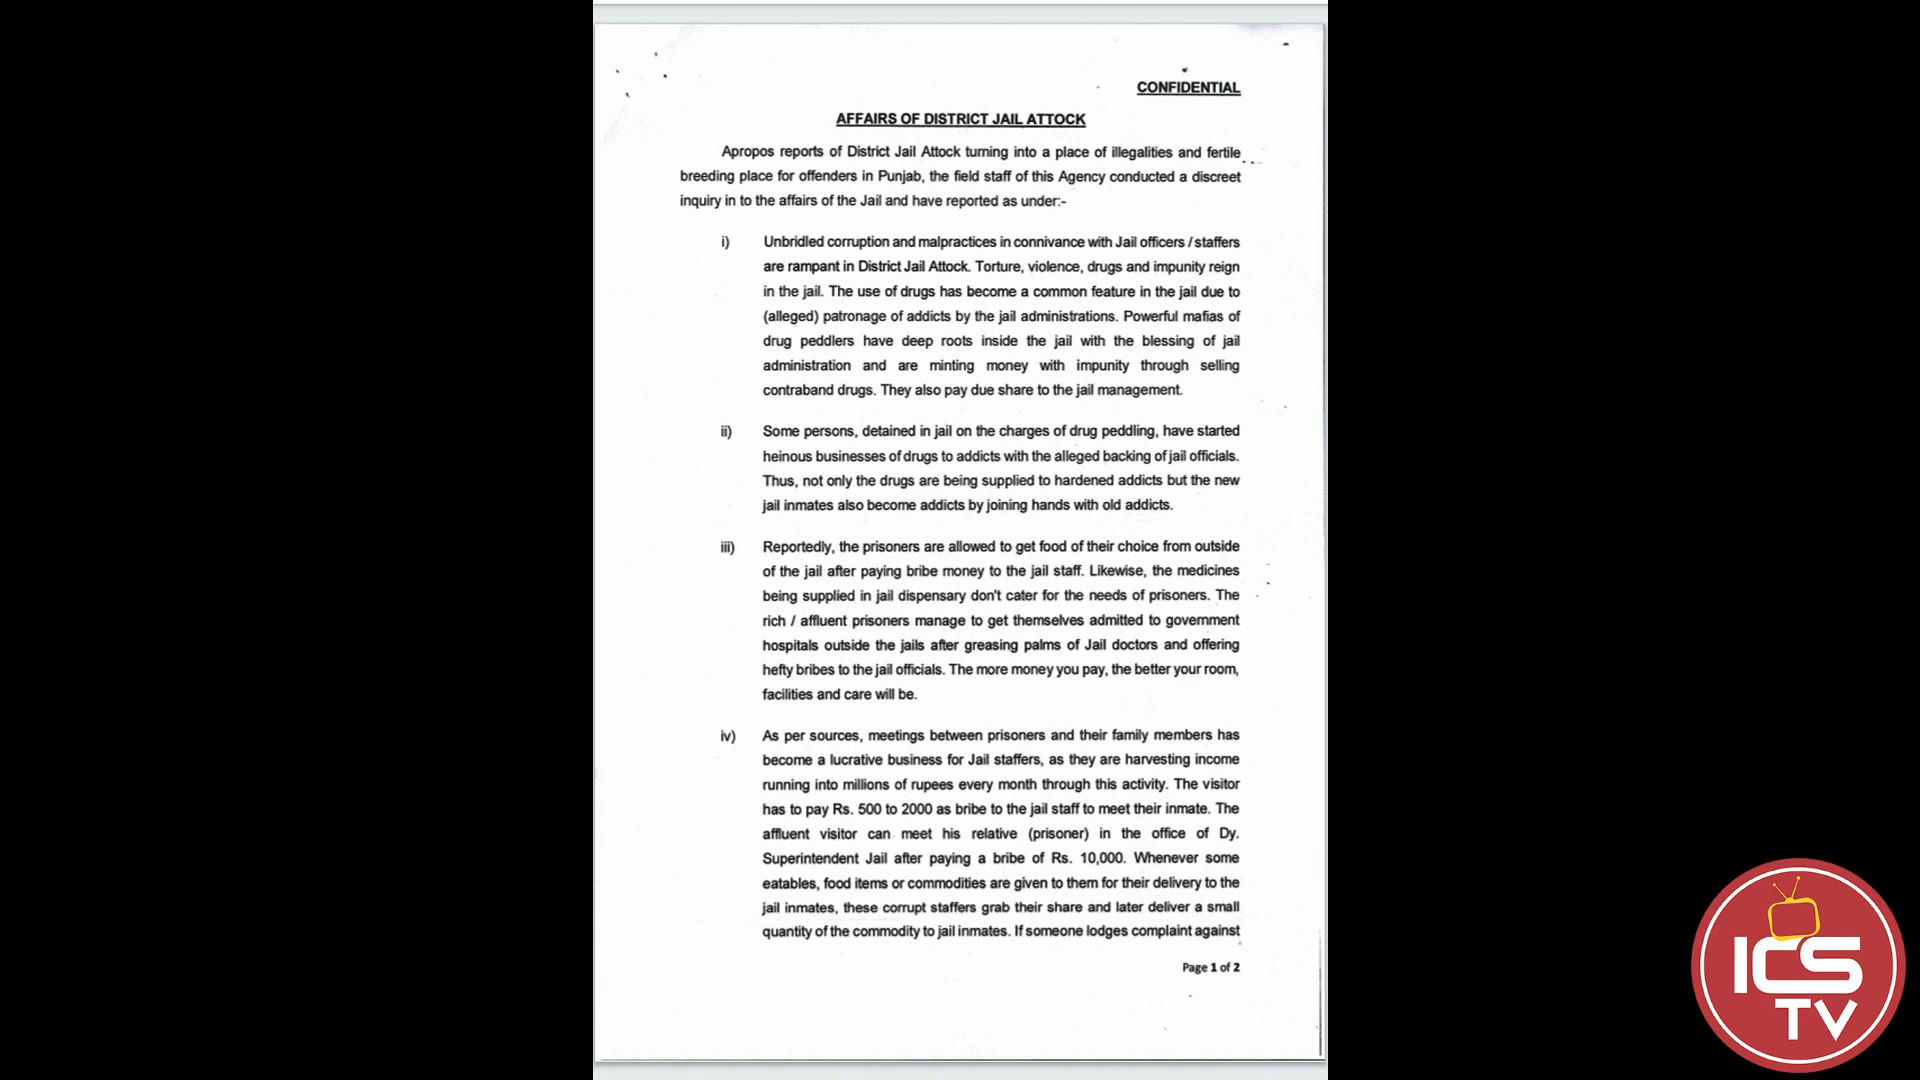 CONFIDENTIAL
AFFAIRS OF DISTRICT JAIL ATTOCK
Apropos reports of District Jail Attock turning into a place of illegalities and fertile
breeding place for offenders in Punjab, the field staff of this Agency conducted a discreet
inquiry in to the affairs of the Jail and have reported as under:-
i) Unbridled corruption and malpractices in connivance with Jail officers / staffers
are rampant in District Jail Attock. Torture, violence, drugs and impunity reign
in the jail. The use of drugs has become a common feature in the jail due to
(alleged) patronage of addicts by the jail administrations. Powerful mafias of
drug peddlers have deep roots inside the jail with the blessing of jail
administration and are minting money with impunity through selling
contraband drugs. They also pay due share to the jail management.
ii) Some persons, detained in jail on the charges of drug peddling, have started
heinous businesses of drugs to addicts with the alleged backing of jail officials.
Thus, not only the drugs are being supplied to hardened addicts but the new
jail inmates also become addicts by joining hands with old addicts.
iii) Reportedly, the prisoners are allowed to get food of their choice from outside
of the jail after paying bribe money to the jail staff. Likewise, the medicines
being supplied in jail dispensary don't cater for the needs of prisoners. The
rich / affluent prisoners manage to get themselves admitted to government
hospitals outside the jails after greasing palms of Jail doctors and offering
hefty bribes to the jail officials. The more money you pay, the better your room,
facilities and care will be.
iv) As per sources, meetings between prisoners and their family members has
become a lucrative business for Jail staffers, as they are harvesting income
running into millions of rupees every month through this activity. The visitor
has to pay Rs. 500 to 2000 as bribe to the jail staff to meet their inmate. The
affluent visitor can meet his relative (prisoner) in the office of Dy.
Superintendent Jail after paying a bribe of Rs. 10,000. Whenever some
eatables, food items or commodities are given to them for their delivery to the
jail inmates, these corrupt staffers grab their share and later deliver a small
quantity of the commodity to jail inmates. If someone lodges complaint against
Page 1 of 2
ICS
TV